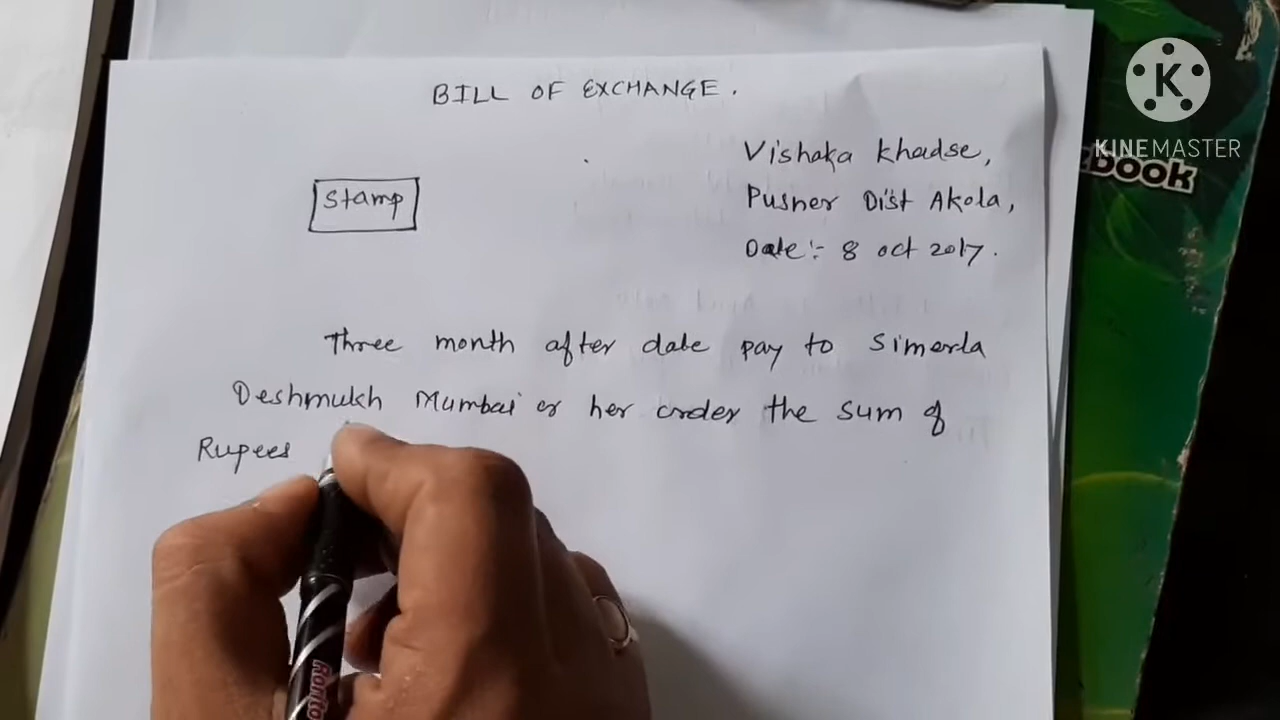 BILL OF EXCHANGE.
K
KINEMASTER
book
Vishaka Khadse,
Stamp
Pusner Dist Akola,
Date:- 8 oct 2017.
Three month after date pay to Simerla
Deshmukh Mumbai or her order the sum of
Rupees
Rorito